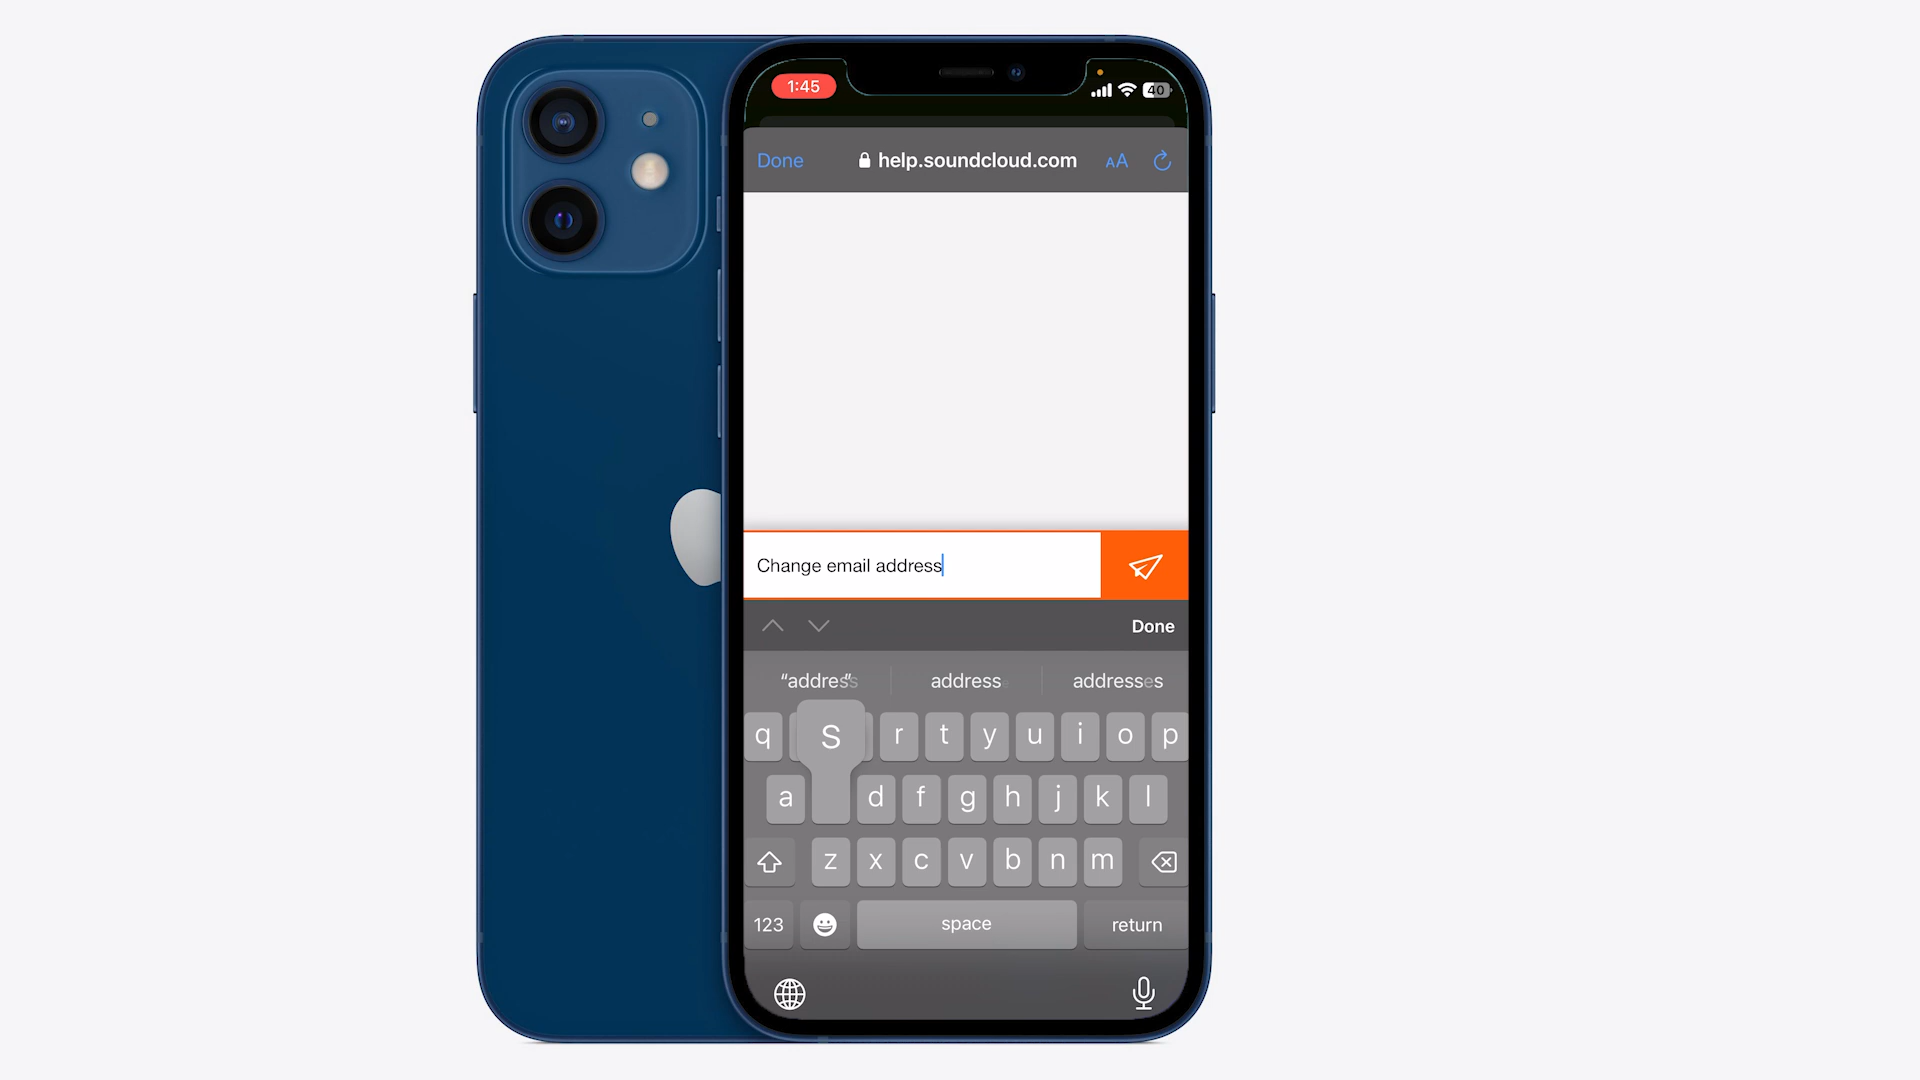 1:45
40
Done help.soundcloud.com AA
Change email address
Done
"address" address addresses
q S r t y u i o p
a d f g h j k l
z x c v b n m
123 space return